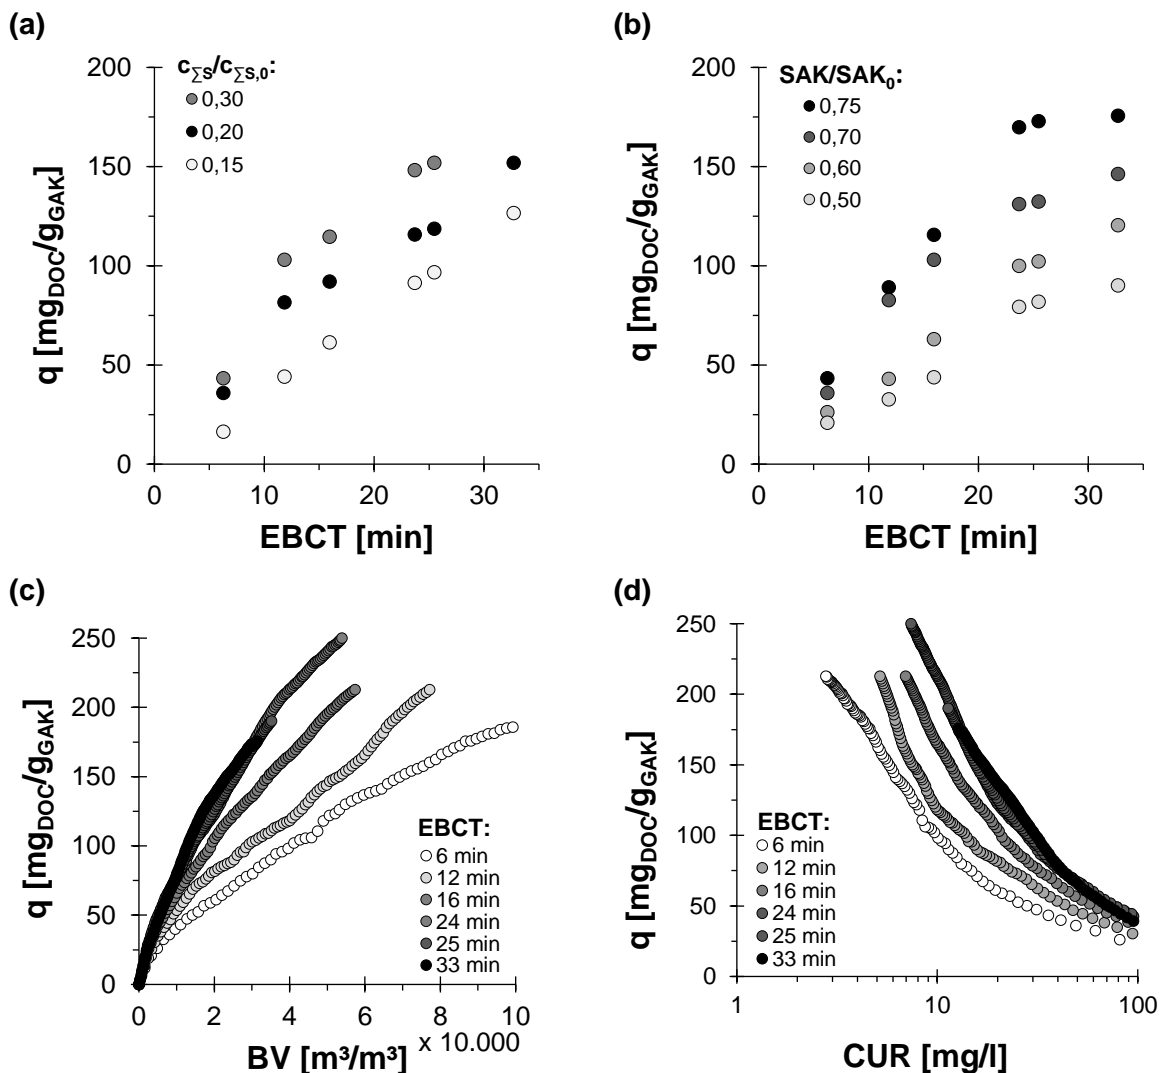 (a)
c∑S/c∑S,0:
0,30
0,20
0,15
200
150
100
50
0
q [mgDOC/gGAK]
0 10 20 30
EBCT [min]
(b)
SAK/SAK0:
0,75
0,70
0,60
0,50
200
150
100
50
0
q [mgDOC/gGAK]
0 10 20 30
EBCT [min]
(c)
250
200
150
100
50
0
q [mgDOC/gGAK]
EBCT:
6 min
12 min
16 min
24 min
25 min
33 min
0 2 4 6 8 10
x 10.000
BV [m³/m³]
(d)
250
200
150
100
50
0
q [mgDOC/gGAK]
EBCT:
6 min
12 min
16 min
24 min
25 min
33 min
1 10 100
CUR [mg/l]